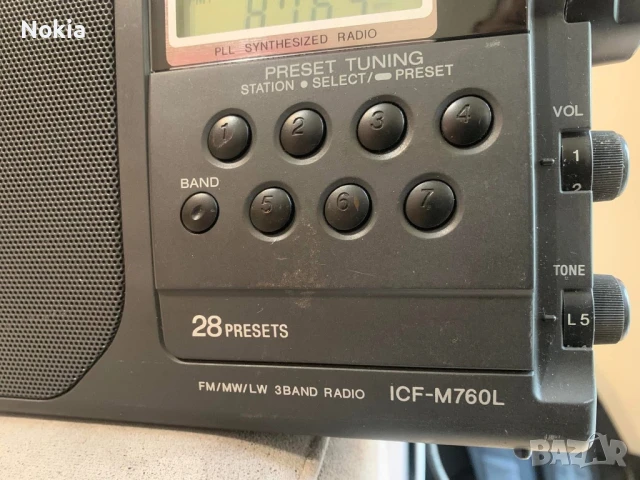 Nokia
PLL SYNTHESIZED RADIO
PRESET TUNING
STATION ● SELECT/ PRESET
1 2 3 4
VOL
1
2
BAND
5 6 7
TONE
L 5
28 PRESETS
FM/MW/LW 3BAND RADIO ICF-M760L
BAZAR